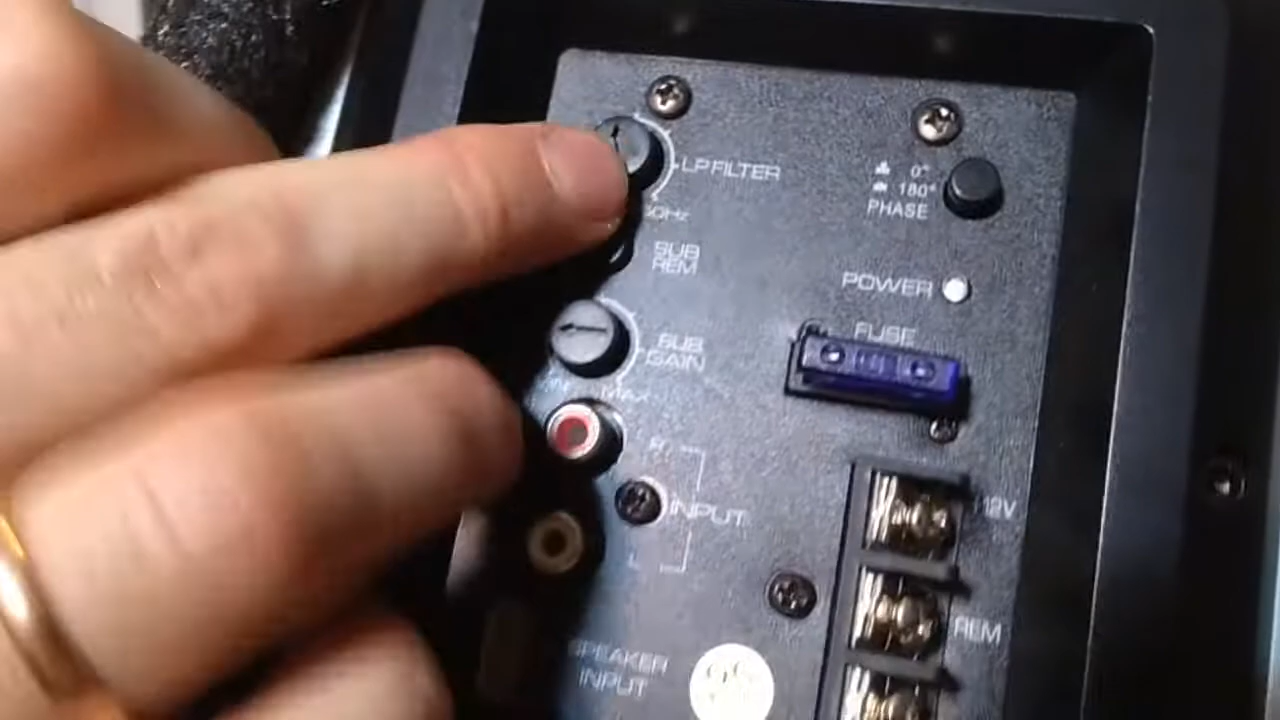 LP FILTER
0°
180°
PHASE
SUB
REM
POWER
FUSE
SUB
GAIN
MAX
R
INPUT
L
12V
REM
SPEAKER
INPUT